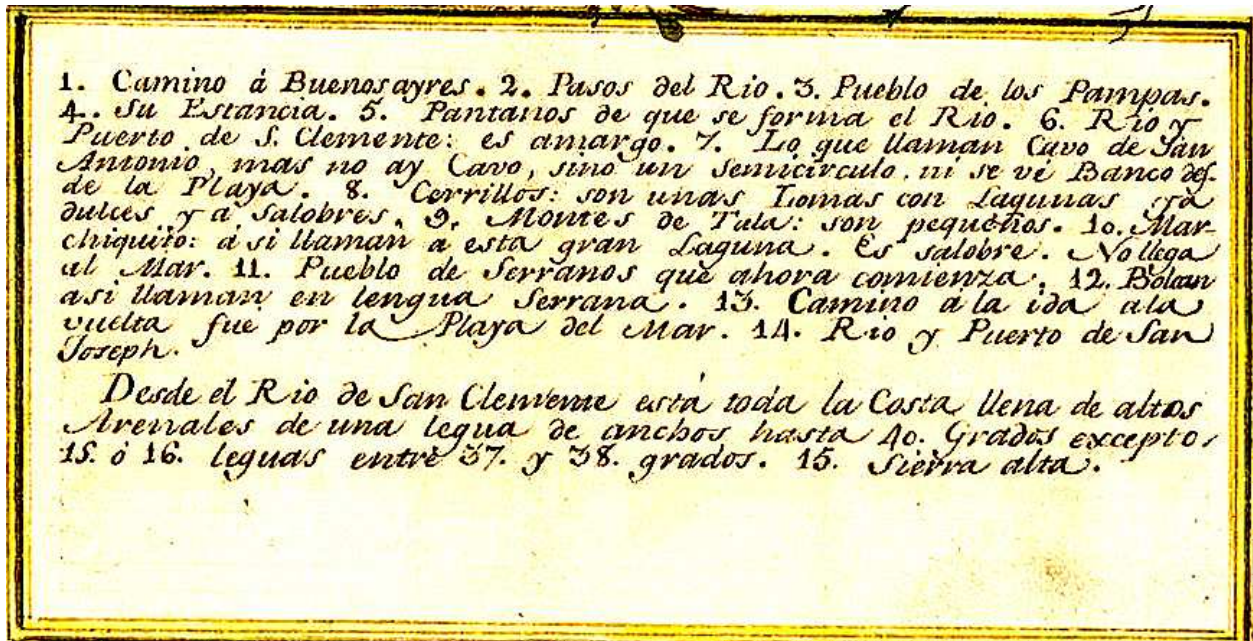 1. Camino á Buenosayres. 2. Pasos del Rio. 3. Pueblo de los Pampas.
4. Su Estancia. 5. Pantanos de que se forma el Rio. 6. Rio y
Puerto de S. Clemente: es amargo. 7. Lo que llaman Cavo de San
Antonio, mas no ay Cavo, sino un semicirculo, ni se vé Banco des-
de la Playa. 8. Cerrillos: son unas Lomas con Lagunas ya
dulces y a salobres. 9. Montes de Tala: son pequeños. 10. Mar-
chiquito: á si llaman a esta gran Laguna. Es salobre. No llega
al Mar. 11. Pueblo de Serranos que ahora comienza. 12. Bolcan
asi llaman en lengua Serrana. 13. Camino a la ida ala
vuelta fue por la Playa del Mar. 14. Rio y Puerto de San
Joseph.
Desde el Rio de San Clemente está toda la Costa llena de altos
Arenales de una legua de anchos hasta 40. Grados excepto
15. ó 16. leguas entre 37. y 38. grados. 15. Sierra alta.